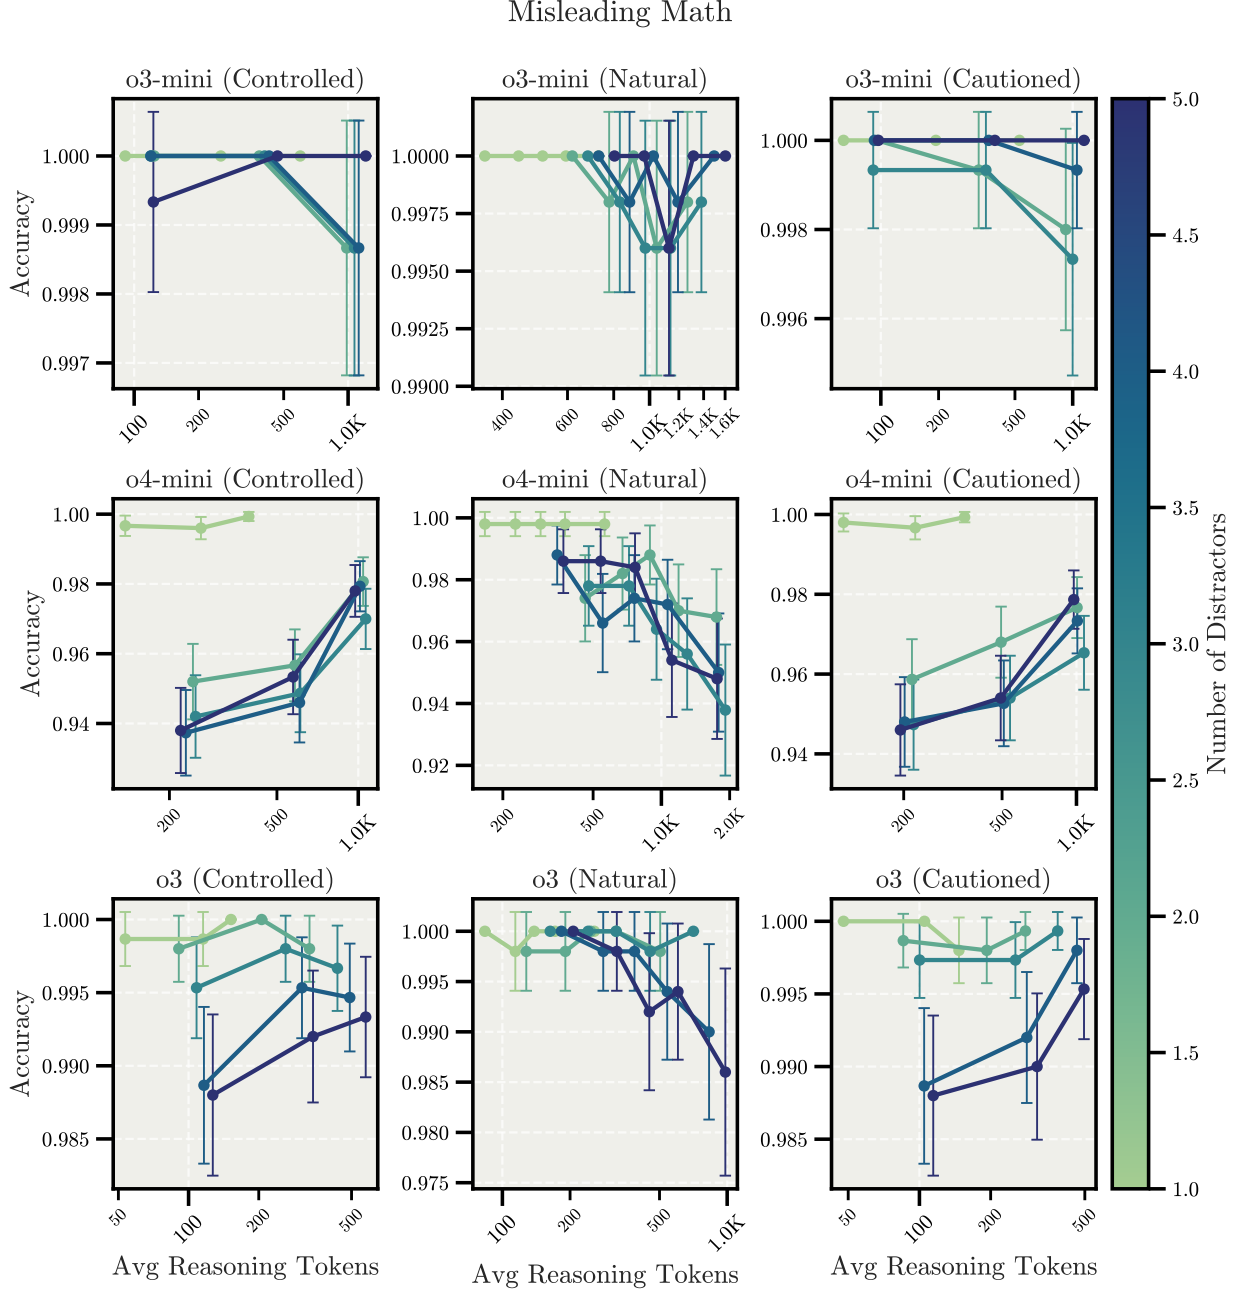 Misleading Math
o3-mini (Controlled)
o3-mini (Natural)
o3-mini (Cautioned)
Accuracy
1.000
0.999
0.998
0.997
100
200
500
1.0K
1.0000
0.9975
0.9950
0.9925
0.9900
400
600
800
1.0K
1.2K
1.4K
1.6K
1.000
0.998
0.996
100
200
500
1.0K
o4-mini (Controlled)
o4-mini (Natural)
o4-mini (Cautioned)
Accuracy
1.00
0.98
0.96
0.94
200
500
1.0K
1.00
0.98
0.96
0.94
0.92
200
500
1.0K
2.0K
1.00
0.98
0.96
0.94
200
500
1.0K
o3 (Controlled)
o3 (Natural)
o3 (Cautioned)
Accuracy
1.000
0.995
0.990
0.985
50
100
200
500
Avg Reasoning Tokens
1.000
0.995
0.990
0.985
0.980
0.975
100
200
500
1.0K
Avg Reasoning Tokens
1.000
0.995
0.990
0.985
50
100
200
500
Avg Reasoning Tokens
5.0
4.5
4.0
3.5
3.0
2.5
2.0
1.5
1.0
Number of Distractors